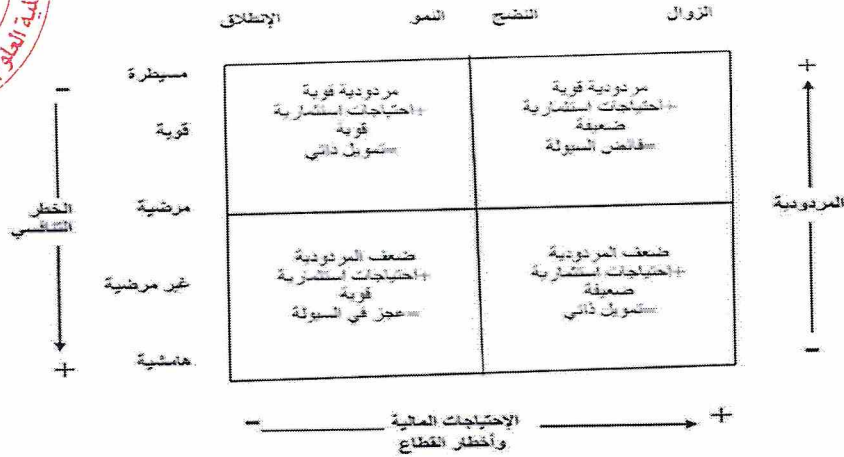 كلية العلو
الإنطلاق النمو النضج الزوال
مسيطرة
قوية
مرضية
غير مرضية
هامشية
-
الخطر
التنافسي
+
مردودية قوية
+احتياجات استثمارية
قوية
=تمويل ذاتي
مردودية قوية
+احتياجات استثمارية
ضعيفة
=فائض السيولة
ضعف المردودية
+احتياجات استثمارية
قوية
=عجز في السيولة
ضعف المردودية
+احتياجات استثمارية
ضعيفة
=تمويل ذاتي
+
المردودية
-
- الإحتياجات المالية +
وأخطار القطاع